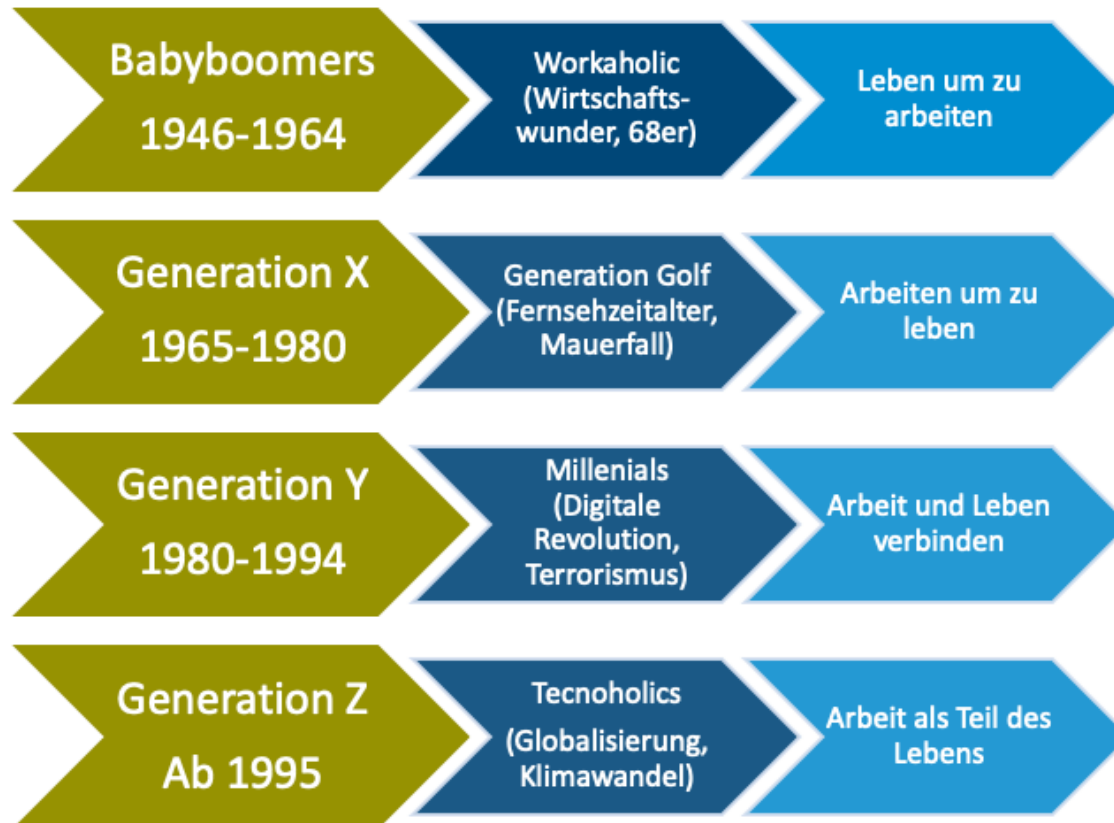 Babyboomers
1946-1964
Workaholic
(Wirtschafts-
wunder, 68er)
Leben um zu
arbeiten
Generation X
1965-1980
Generation Golf
(Fernsehzeitalter,
Mauerfall)
Arbeiten um zu
leben
Generation Y
1980-1994
Millenials
(Digitale
Revolution,
Terrorismus)
Arbeit und Leben
verbinden
Generation Z
Ab 1995
Tecnoholics
(Globalisierung,
Klimawandel)
Arbeit als Teil des
Lebens